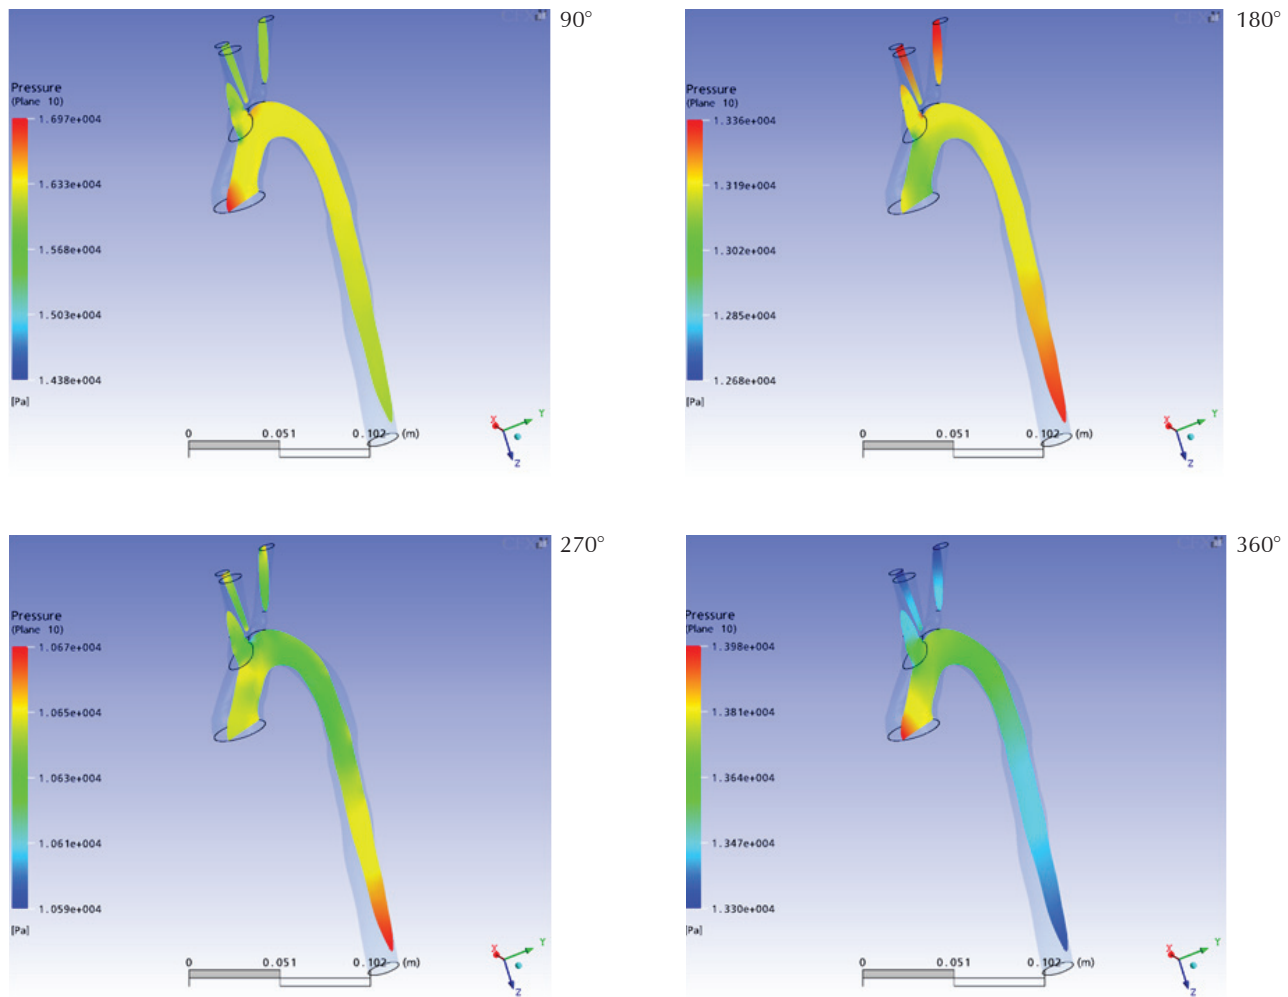 90°
Pressure
(Plane 10)
1.697e+004
1.633e+004
1.568e+004
1.503e+004
1.438e+004
[Pa]
0 0.051 0.102 (m)
X Y Z
180°
Pressure
(Plane 10)
1.336e+004
1.319e+004
1.302e+004
1.285e+004
1.268e+004
[Pa]
0 0.051 0.102 (m)
X Y Z
270°
Pressure
(Plane 10)
1.067e+004
1.065e+004
1.063e+004
1.061e+004
1.059e+004
[Pa]
0 0.051 0.102 (m)
X Y Z
360°
Pressure
(Plane 10)
1.398e+004
1.381e+004
1.364e+004
1.347e+004
1.330e+004
[Pa]
0 0.051 0.102 (m)
X Y Z